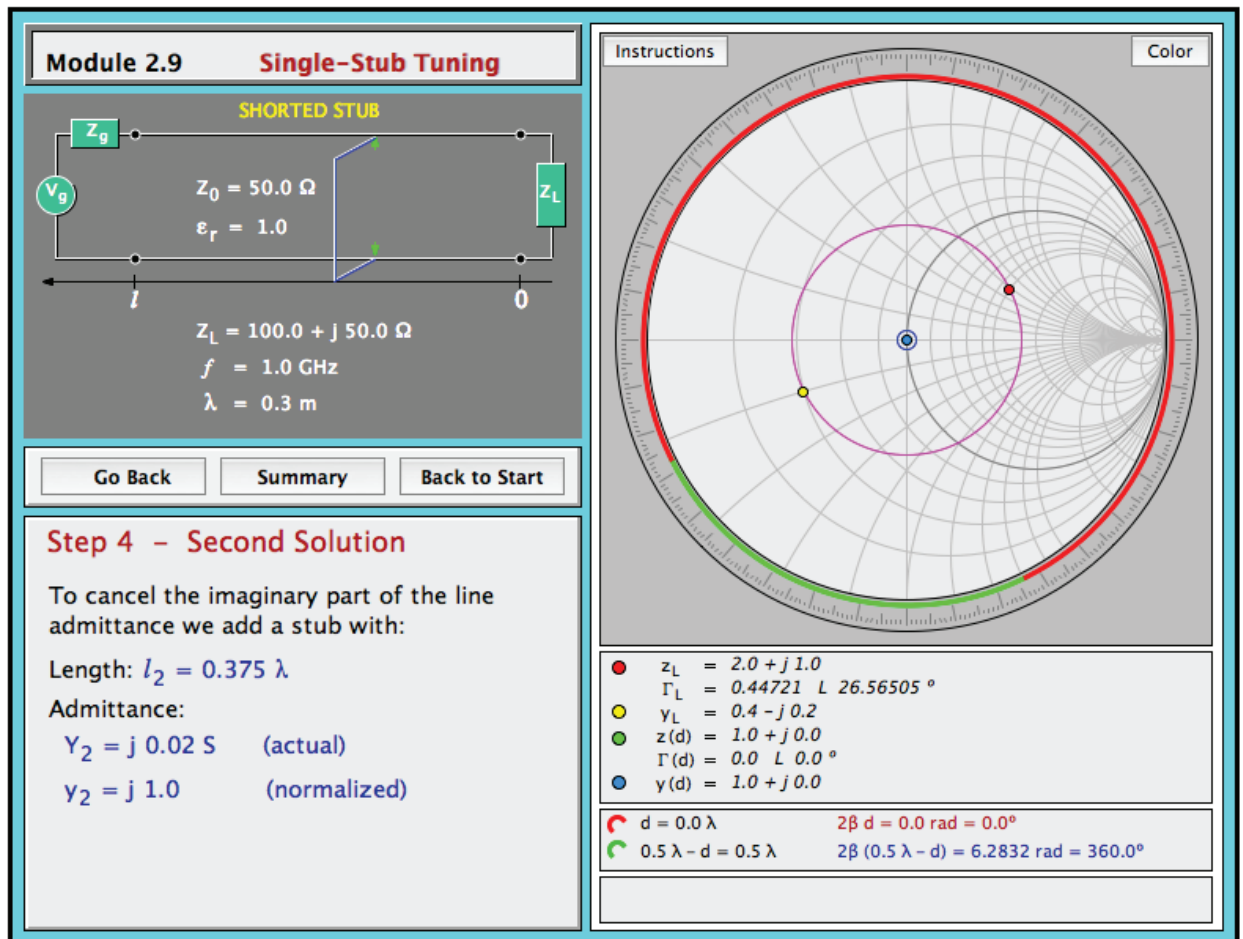 Module 2.9 Single-Stub Tuning
SHORTED STUB
Zg
Vg
Z0 = 50.0 Ω
εr = 1.0
ZL
l 0
ZL = 100.0 + j 50.0 Ω
f = 1.0 GHz
λ = 0.3 m
Go Back Summary Back to Start
Step 4 – Second Solution
To cancel the imaginary part of the line
admittance we add a stub with:
Length: l2 = 0.375 λ
Admittance:
Y2 = j 0.02 S (actual)
y2 = j 1.0 (normalized)
Instructions Color
zL = 2.0 + j 1.0
ΓL = 0.44721 L 26.56505 º
yL = 0.4 – j 0.2
z(d) = 1.0 + j 0.0
Γ(d) = 0.0 L 0.0 º
y(d) = 1.0 + j 0.0
d = 0.0 λ 2β d = 0.0 rad = 0.0º
0.5 λ – d = 0.5 λ 2β (0.5 λ – d) = 6.2832 rad = 360.0º